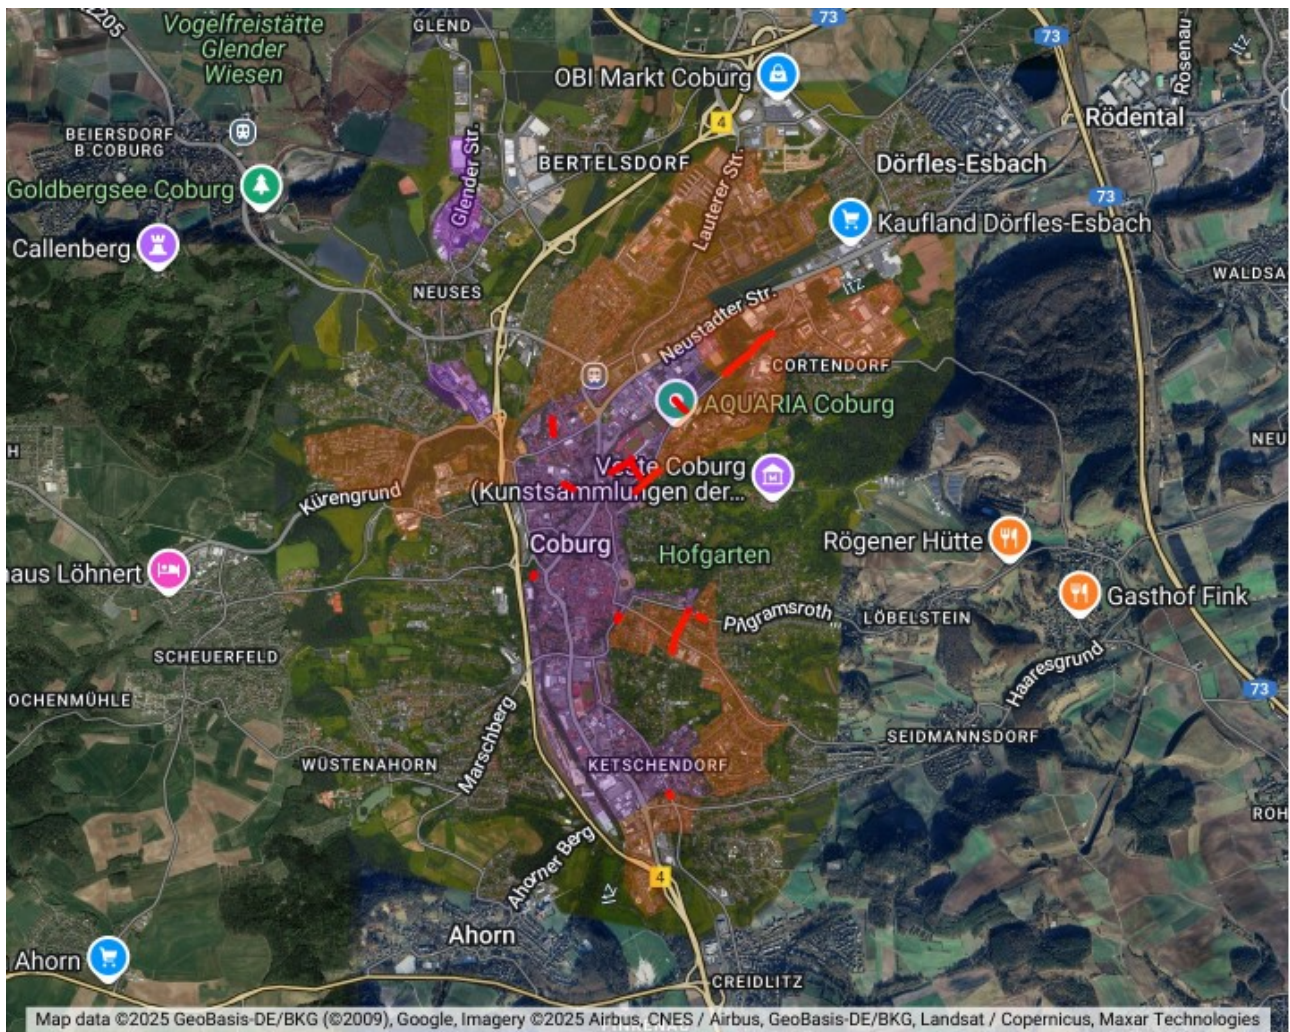 2205
Vogelfreistätte
Glender
Wiesen
GLEND
73
73
Rosenau
Itz
OBI Markt Coburg
4
Rödental
BEIERSDORF
B.COBURG
BERTELSDORF
Dörfles-Esbach
Goldbergsee Coburg
Glender Str.
Lauterer Str.
73
Callenberg
Kaufland Dörfles-Esbach
NEUSES
Itz
WALDSA
Neustadter Str.
CORTENDORF
AQUARIA Coburg
H
NEU
Veste Coburg
(Kunstsammlungen der...
Kürengrund
Coburg
Hofgarten
Rögener Hütte
haus Löhnert
Gasthof Fink
Pilgramsroth
LÖBELSTEIN
SCHEUERFELD
Haaresgrund
OCHENMÜHLE
73
Marschberg
SEIDMANNSDORF
WÜSTENAHORN
KETSCHENDORF
ROH
Ahorner Berg
4
Itz
Ahorn
Ahorn
CREIDLITZ
Map data ©2025 GeoBasis-DE/BKG (©2009), Google, Imagery ©2025 Airbus, CNES / Airbus, GeoBasis-DE/BKG, Landsat / Copernicus, Maxar Technologies